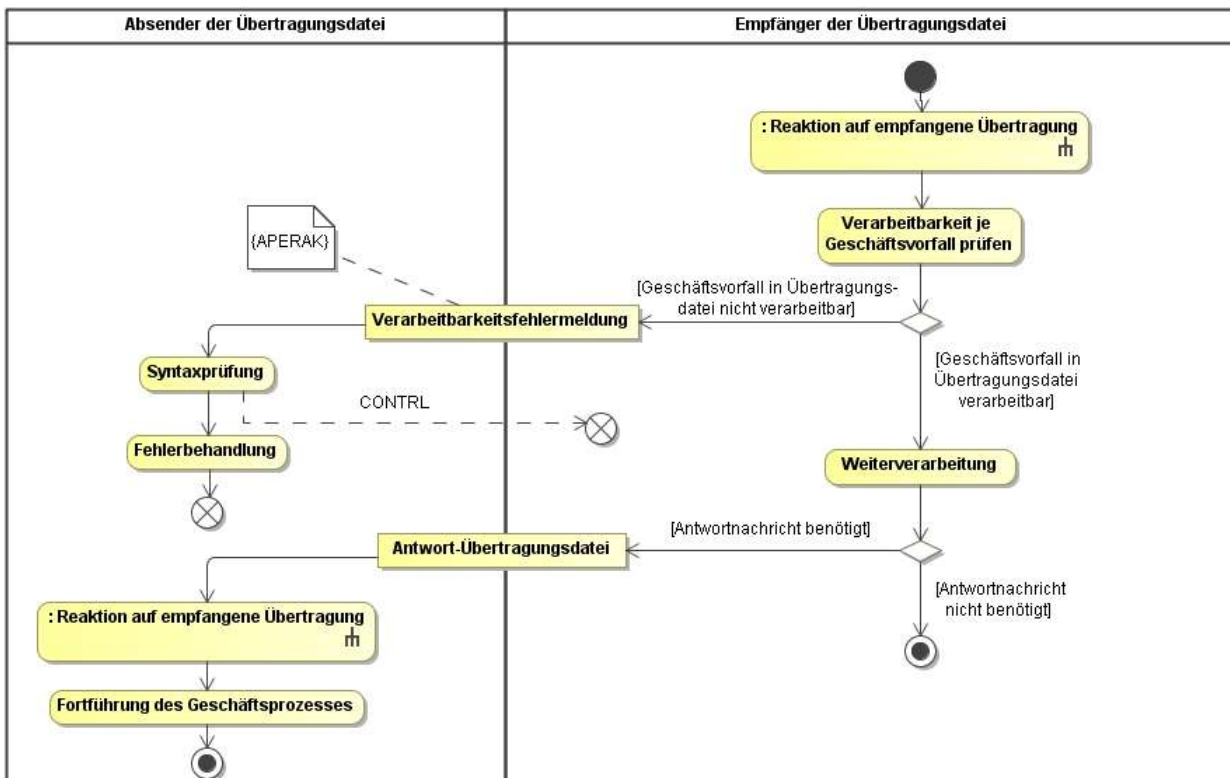 Absender der Übertragungsdatei
Empfänger der Übertragungsdatei
: Reaktion auf empfangene Übertragung
Verarbeitbarkeit je
Geschäftsvorfall prüfen
{APERAK}
[Geschäftsvorfall in Übertragungs-
datei nicht verarbeitbar]
Verarbeitbarkeitsfehlermeldung
[Geschäftsvorfall in
Übertragungsdatei
verarbeitbar]
Syntaxprüfung
CONTRL
Fehlerbehandlung
Weiterverarbeitung
[Antwortnachricht benötigt]
Antwort-Übertragungsdatei
[Antwortnachricht
nicht benötigt]
: Reaktion auf empfangene Übertragung
Fortführung des Geschäftsprozesses